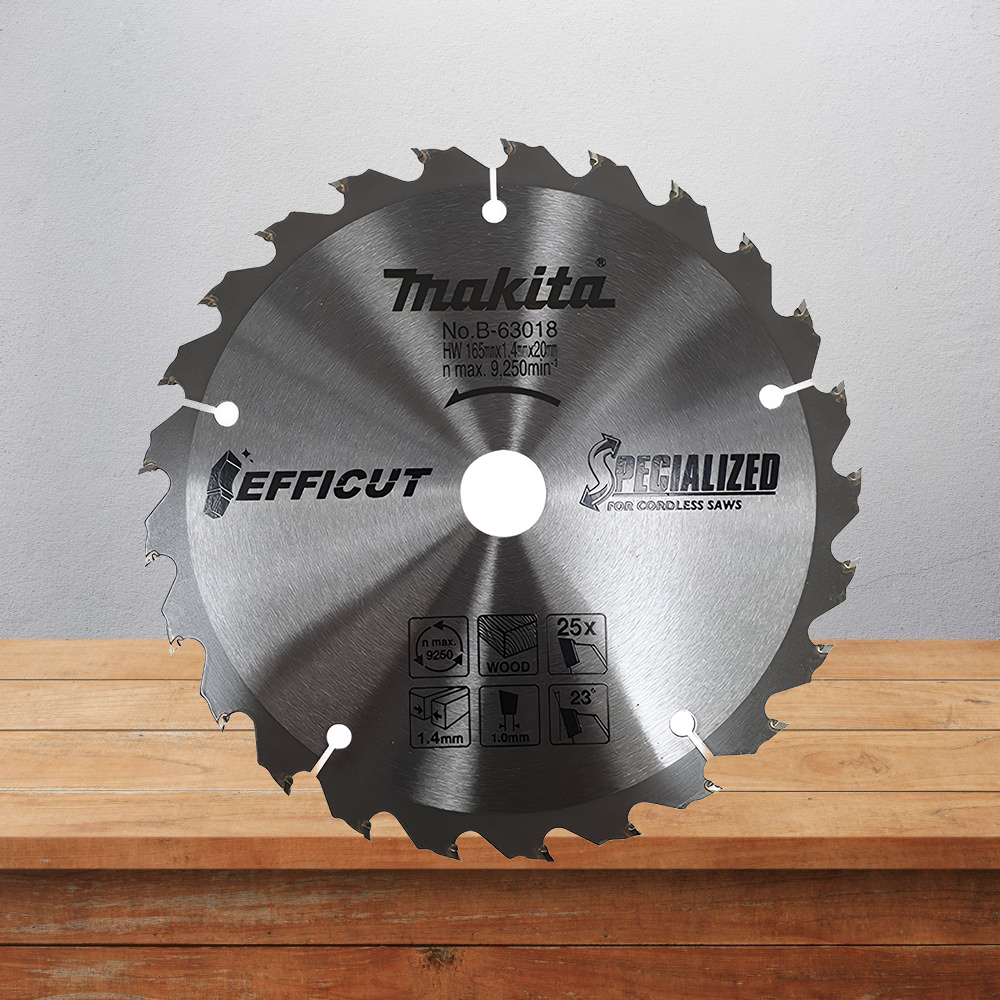 makita®
No.B-63018
HW 165mmx1.4mmx20mm
n max. 9,250min⁻¹
EFFICUT
SPECIALIZED
FOR CORDLESS SAWS
n max.
9250
WOOD
25x
1.4mm
1.0mm
23°